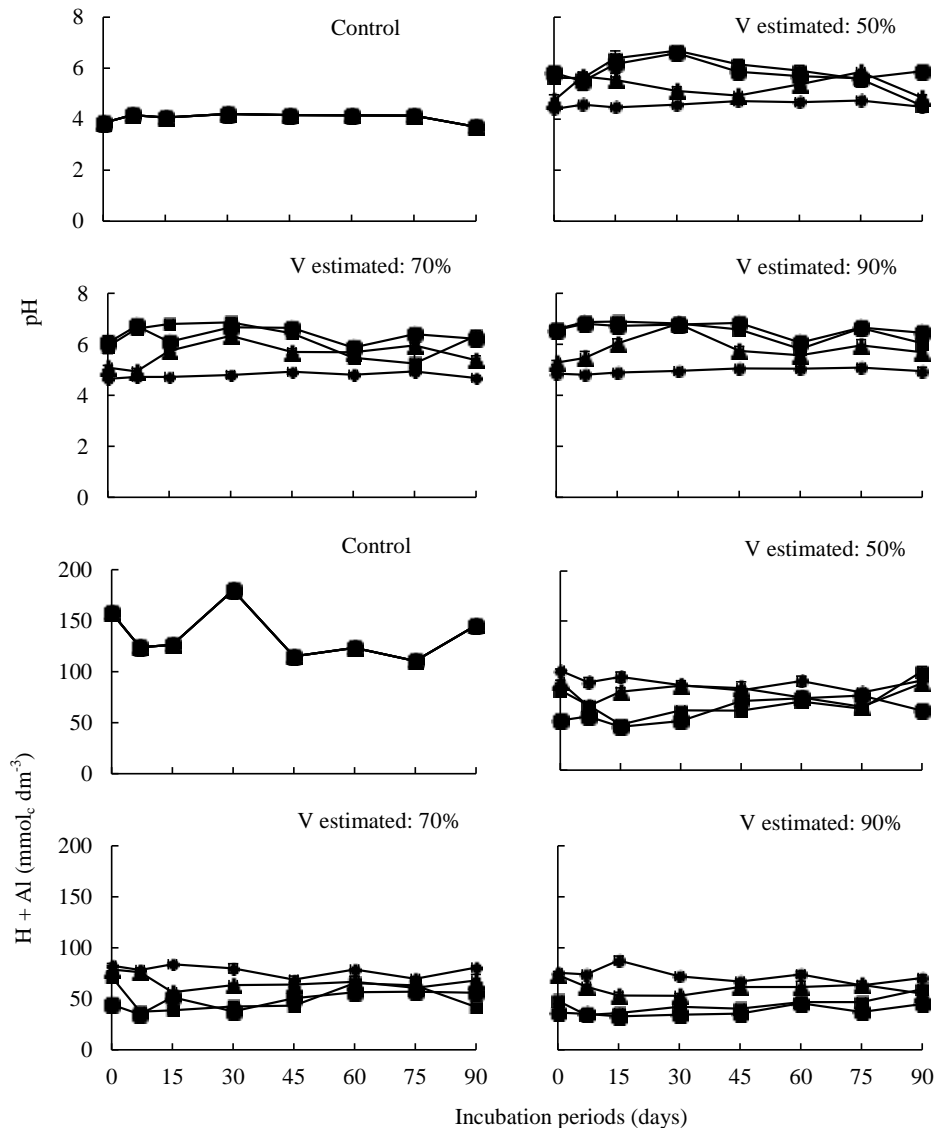 Control
8
6
4
2
0
V estimated: 50%
V estimated: 70%
8
6
4
2
0
V estimated: 90%
pH
Control
200
150
100
50
0
V estimated: 50%
V estimated: 70%
200
150
100
50
0
V estimated: 90%
H + Al (mmolc dm-3)
0 15 30 45 60 75 90
0 15 30 45 60 75 90
Incubation periods (days)